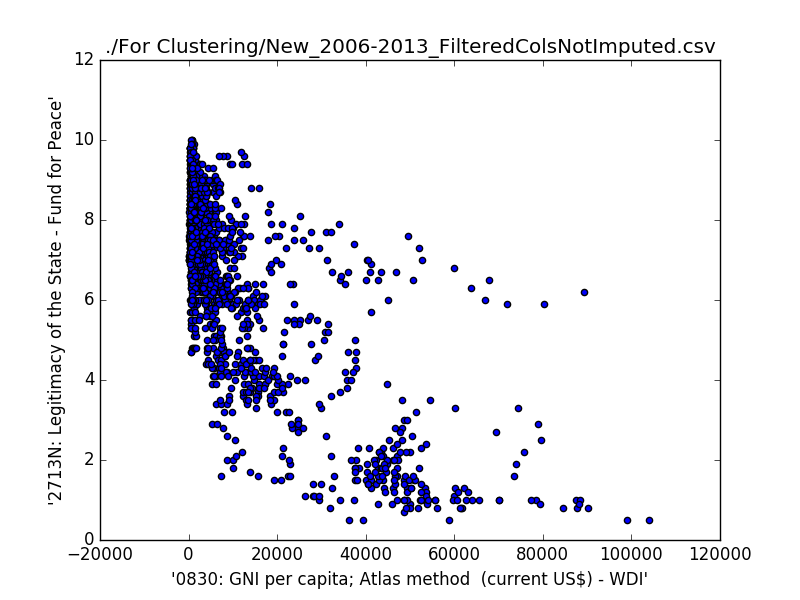 ./For Clustering/New_2006-2013_FilteredColsNotImputed.csv
12
10
8
6
4
2
0
'2713N: Legitimacy of the State - Fund for Peace'
−20000 0 20000 40000 60000 80000 100000 120000
'0830: GNI per capita; Atlas method  (current US$) - WDI'